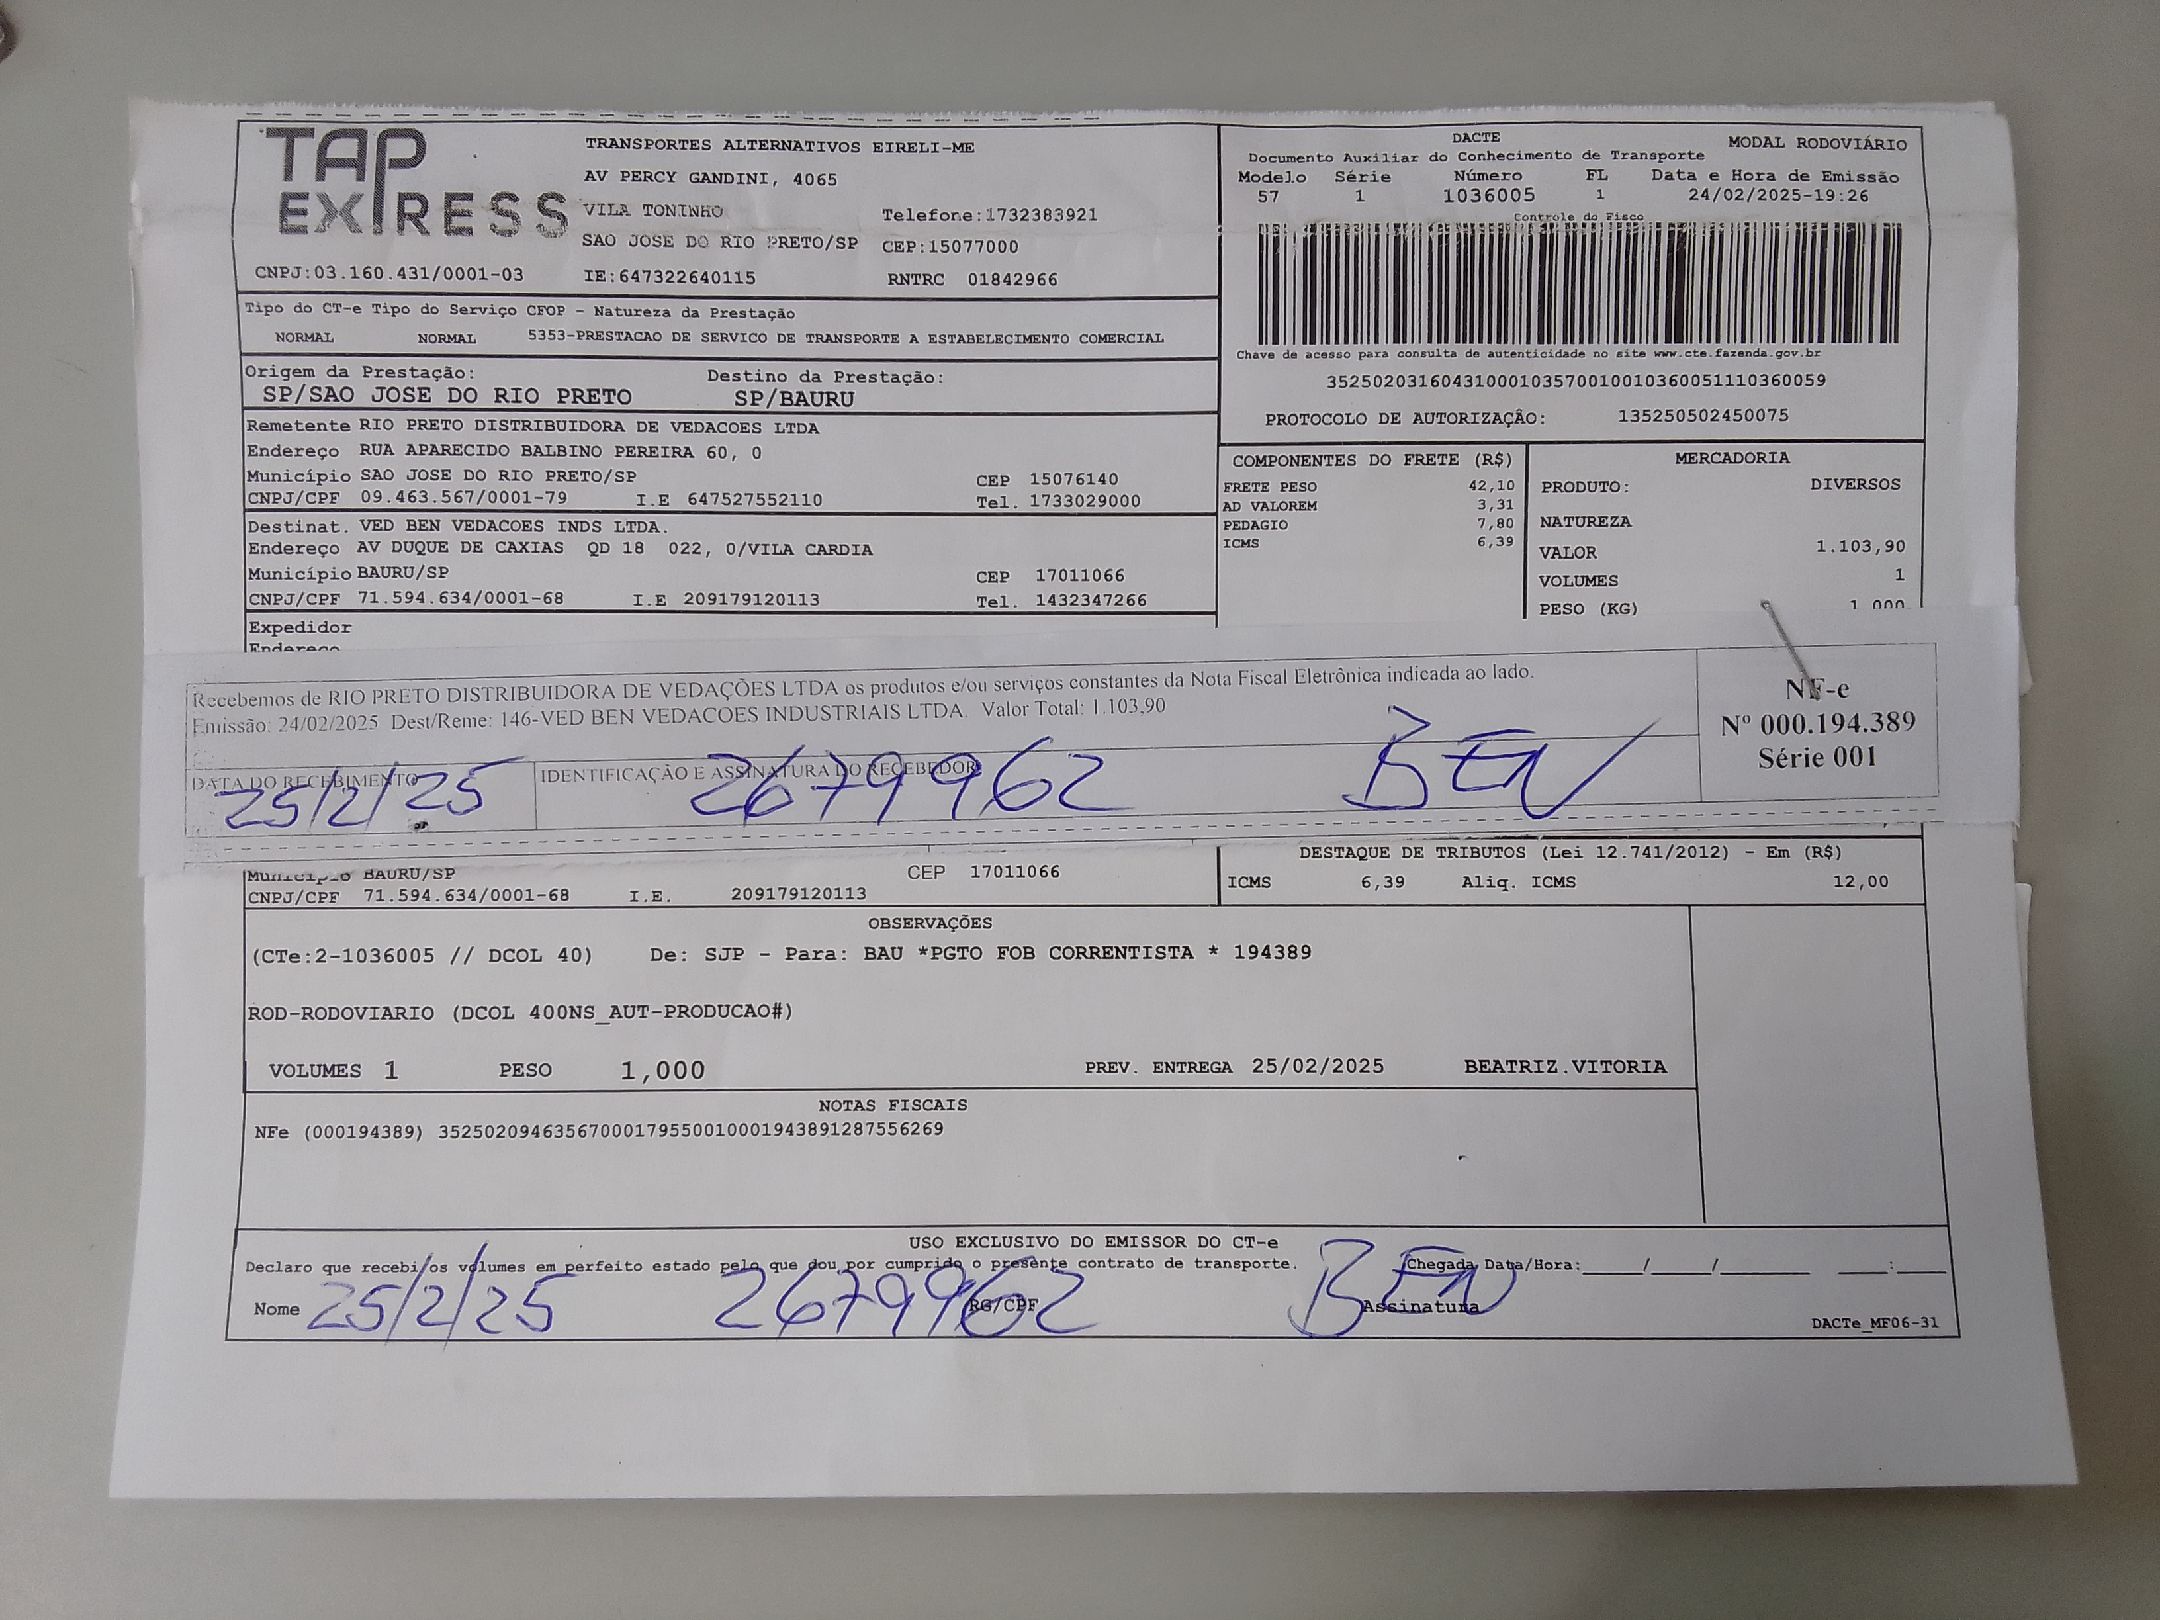 TAP EXPRESS
TRANSPORTES ALTERNATIVOS EIRELI-ME
AV PERCY GANDINI, 4065
VILA TONINHO Telefone:1732383921
SAO JOSE DO RIO PRETO/SP CEP:15077000
CNPJ:03.160.431/0001-03 IE:647322640115 RNTRC 01842966
DACTE MODAL RODOVIÁRIO
Documento Auxiliar do Conhecimento de Transporte
Modelo Série Número FL Data e Hora de Emissão
57 1 1036005 1 24/02/2025-19:26
Controle do Fisco
Chave de acesso para consulta de autenticidade no site www.cte.fazenda.gov.br
35250203160431000103570010010360051110360059
PROTOCOLO DE AUTORIZAÇÃO: 135250502450075
Tipo do CT-e Tipo do Serviço CFOP - Natureza da Prestação
NORMAL NORMAL 5353-PRESTACAO DE SERVICO DE TRANSPORTE A ESTABELECIMENTO COMERCIAL
Origem da Prestação: Destino da Prestação:
SP/SAO JOSE DO RIO PRETO SP/BAURU
Remetente RIO PRETO DISTRIBUIDORA DE VEDACOES LTDA
Endereço RUA APARECIDO BALBINO PEREIRA 60, 0
Município SAO JOSE DO RIO PRETO/SP CEP 15076140
CNPJ/CPF 09.463.567/0001-79 I.E 647527552110 Tel. 1733029000
Destinat. VED BEN VEDACOES INDS LTDA.
Endereço AV DUQUE DE CAXIAS QD 18 022, 0/VILA CARDIA
Município BAURU/SP CEP 17011066
CNPJ/CPF 71.594.634/0001-68 I.E 209179120113 Tel. 1432347266
Expedidor
Endereço
COMPONENTES DO FRETE (R$)
FRETE PESO 42,10
AD VALOREM 3,31
PEDAGIO 7,80
ICMS 6,39
MERCADORIA
PRODUTO: DIVERSOS
NATUREZA
VALOR 1.103,90
VOLUMES 1
PESO (KG) 1,000
Recebemos de RIO PRETO DISTRIBUIDORA DE VEDAÇÕES LTDA os produtos e/ou serviços constantes da Nota Fiscal Eletrônica indicada ao lado.
Emissão: 24/02/2025 Dest/Reme: 146-VED BEN VEDACOES INDUSTRIAIS LTDA. Valor Total: 1.103,90
DATA DO RECEBIMENTO IDENTIFICAÇÃO E ASSINATURA DO RECEBEDOR
25/2/25 2679962 BEN
NF-e
Nº 000.194.389
Série 001
Município BAURU/SP CEP 17011066
CNPJ/CPF 71.594.634/0001-68 I.E. 209179120113
DESTAQUE DE TRIBUTOS (Lei 12.741/2012) - Em (R$)
ICMS 6,39 Aliq. ICMS 12,00
OBSERVAÇÕES
(CTe:2-1036005 // DCOL 40) De: SJP - Para: BAU *PGTO FOB CORRENTISTA * 194389
ROD-RODOVIARIO (DCOL 400NS_AUT-PRODUCAO#)
VOLUMES 1 PESO 1,000 PREV. ENTREGA 25/02/2025 BEATRIZ.VITORIA
NOTAS FISCAIS
NFe (000194389) 35250209463567000179550010001943891287556269
USO EXCLUSIVO DO EMISSOR DO CT-e
Declaro que recebi os volumes em perfeito estado pelo que dou por cumprido o presente contrato de transporte. Chegada Data/Hora:____/____/____ ____:____
Nome 25/2/25 2679962 RG/CPF BEN Assinatura
DACTe_MF06-31